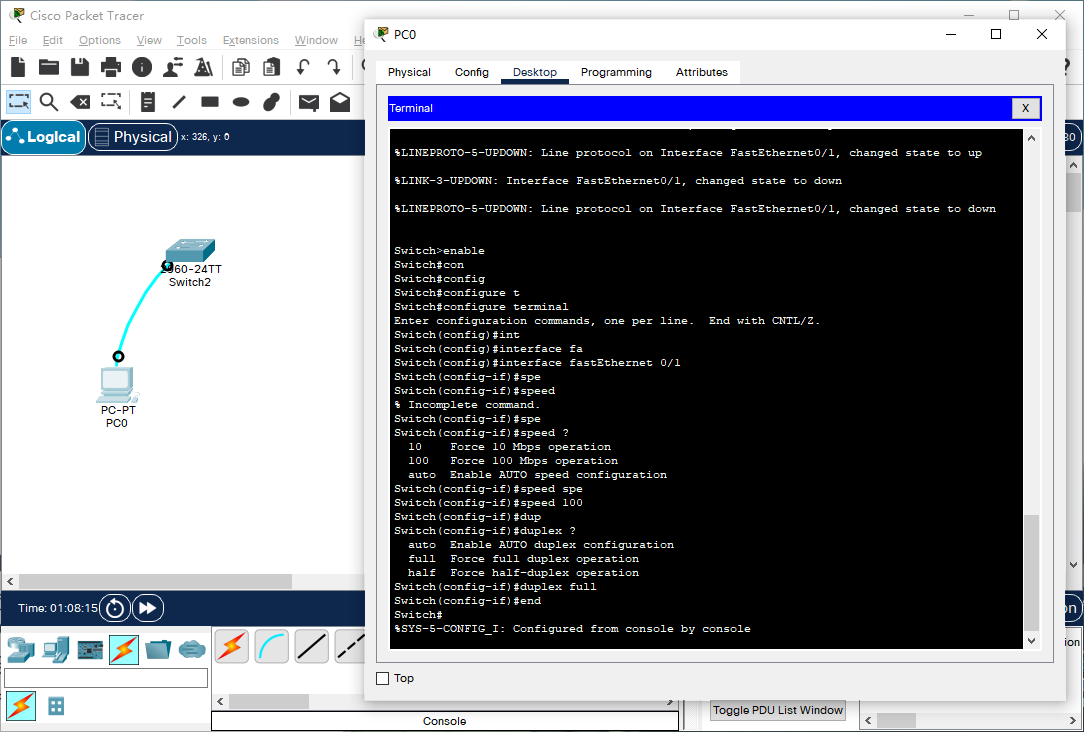 Cisco Packet Tracer
File Edit Options View Tools Extensions Window He
Logical Physical x: 326, y: 0
2960-24TT
Switch2
PC-PT
PC0
Time: 01:08:15
Console
PC0
Physical Config Desktop Programming Attributes
Terminal
X
%LINEPROTO-5-UPDOWN: Line protocol on Interface FastEthernet0/1, changed state to up
%LINK-3-UPDOWN: Interface FastEthernet0/1, changed state to down
%LINEPROTO-5-UPDOWN: Line protocol on Interface FastEthernet0/1, changed state to down
Switch>enable
Switch#con
Switch#config
Switch#configure t
Switch#configure terminal
Enter configuration commands, one per line.  End with CNTL/Z.
Switch(config)#int
Switch(config)#interface fa
Switch(config)#interface fastEthernet 0/1
Switch(config-if)#spe
Switch(config-if)#speed
% Incomplete command.
Switch(config-if)#spe
Switch(config-if)#speed ?
10 Force 10 Mbps operation
100 Force 100 Mbps operation
auto Enable AUTO speed configuration
Switch(config-if)#speed spe
Switch(config-if)#speed 100
Switch(config-if)#dup
Switch(config-if)#duplex ?
auto Enable AUTO duplex configuration
full Force full duplex operation
half Force half-duplex operation
Switch(config-if)#duplex full
Switch(config-if)#end
Switch#
%SYS-5-CONFIG_I: Configured from console by console
Top
Toggle PDU List Window
30
on
ion